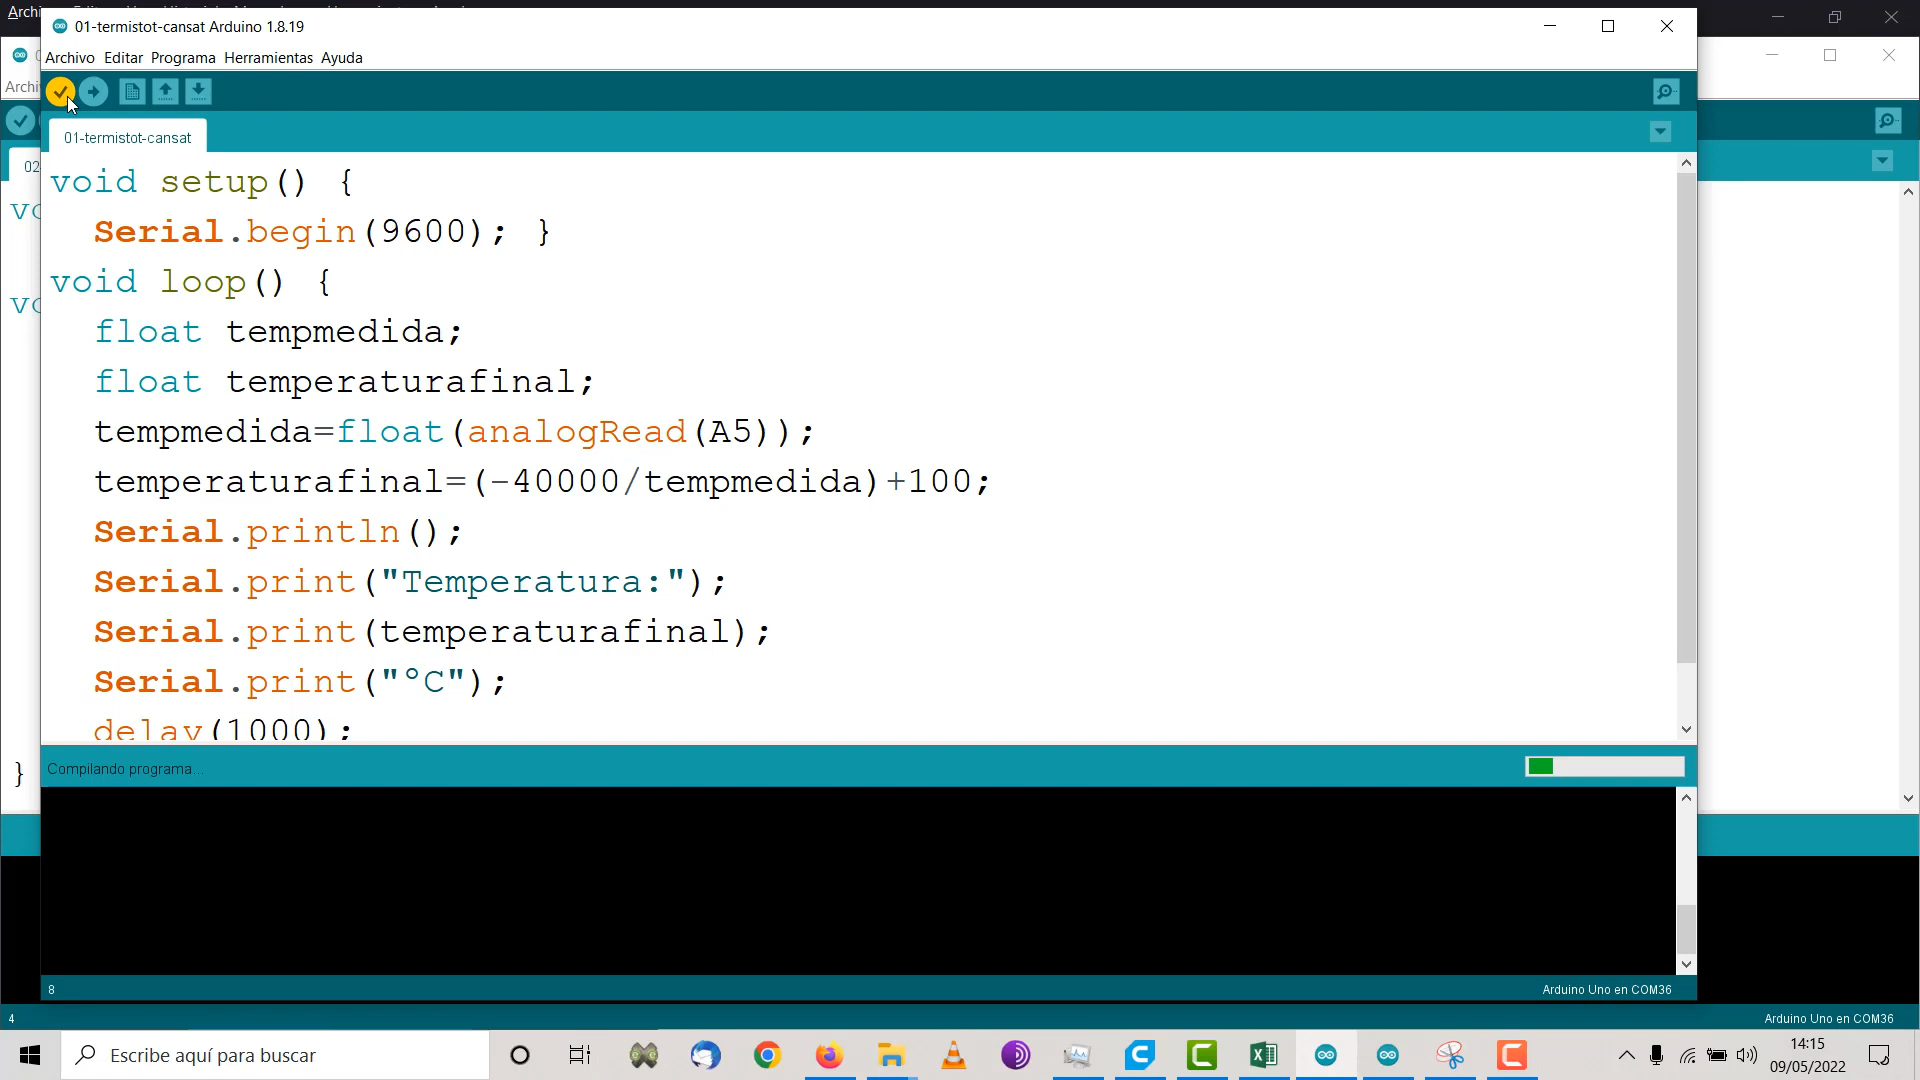 Archi
01-termistot-cansat Arduino 1.8.19
Archivo Editar Programa Herramientas Ayuda
Archi
01-termistot-cansat
02
void setup() {
Serial.begin(9600); }
void loop() {
float tempmedida;
float temperaturafinal;
tempmedida=float(analogRead(A5));
temperaturafinal=(-40000/tempmedida)+100;
Serial.println();
Serial.print("Temperatura:");
Serial.print(temperaturafinal);
Serial.print("°C");
delay(1000);
}
Compilando programa...
8
Arduino Uno en COM36
4
Arduino Uno en COM36
Escribe aquí para buscar
14:15
09/05/2022